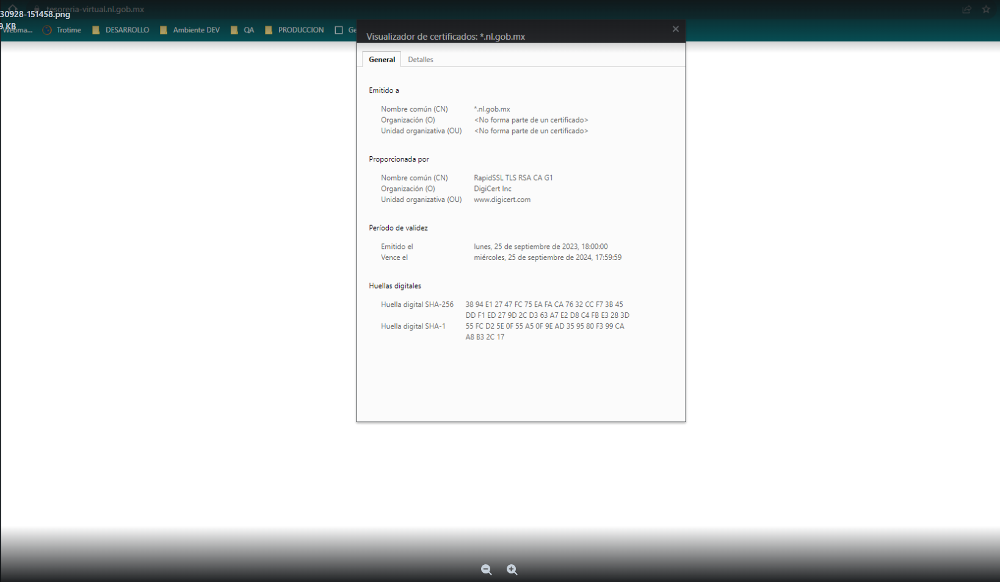 tesoreria-virtual.nl.gob.mx
30928-151458.png
9 KB
Webma... Trotime DESARROLLO Ambiente DEV QA PRODUCCION Ge
Visualizador de certificados: *.nl.gob.mx
General Detalles
Emitido a
Nombre común (CN) *.nl.gob.mx
Organización (O) <No forma parte de un certificado>
Unidad organizativa (OU) <No forma parte de un certificado>
Proporcionada por
Nombre común (CN) RapidSSL TLS RSA CA G1
Organización (O) DigiCert Inc
Unidad organizativa (OU) www.digicert.com
Período de validez
Emitido el lunes, 25 de septiembre de 2023, 18:00:00
Vence el miércoles, 25 de septiembre de 2024, 17:59:59
Huellas digitales
Huella digital SHA-256 38 94 E1 27 47 FC 75 EA FA CA 76 32 CC F7 3B 45
DD F1 ED 27 9D 2C D3 63 A7 E2 D8 C4 FB E3 28 3D
Huella digital SHA-1 55 FC D2 5E 0F 55 A5 0F 9E AD 35 95 80 F3 99 CA
A8 B3 2C 17